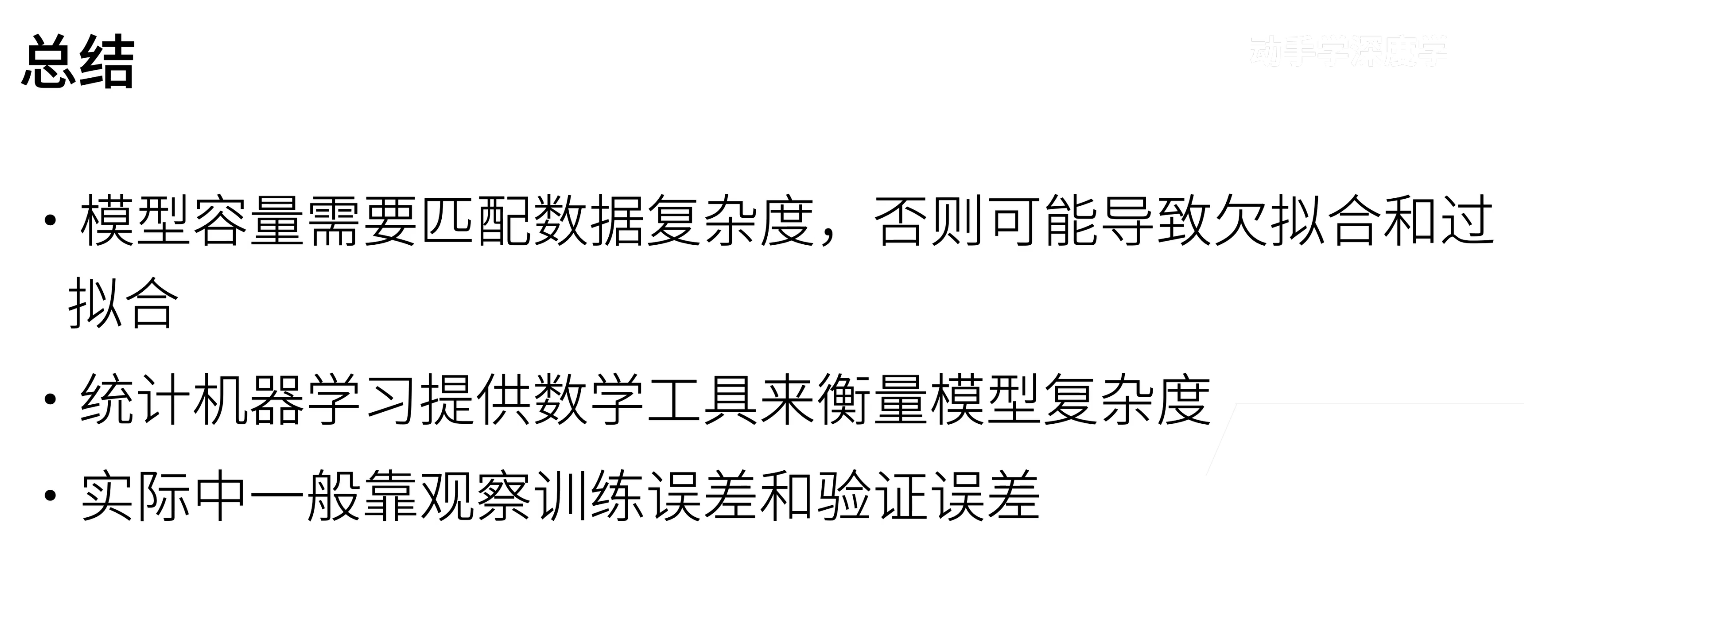 总结
动手学深度学
• 模型容量需要匹配数据复杂度，否则可能导致欠拟合和过
拟合
• 统计机器学习提供数学工具来衡量模型复杂度
• 实际中一般靠观察训练误差和验证误差